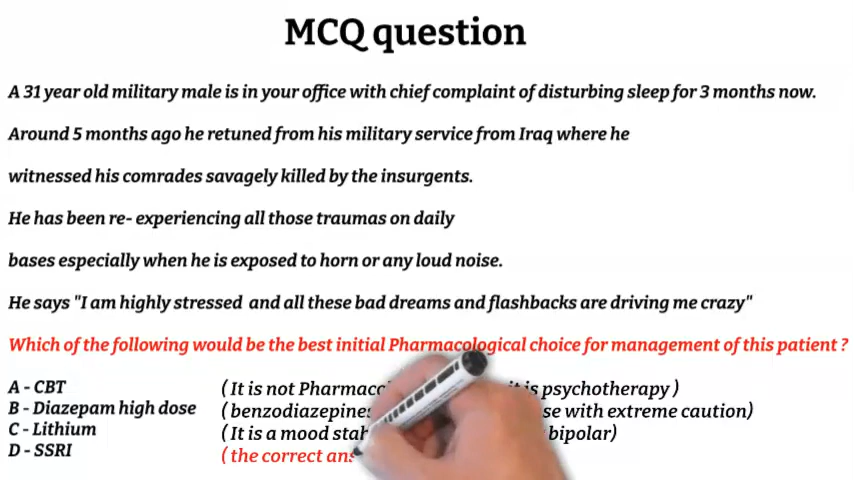 MCQ question
A 31 year old military male is in your office with chief complaint of disturbing sleep for 3 months now.
Around 5 months ago he retuned from his military service from Iraq where he
witnessed his comrades savagely killed by the insurgents.
He has been re- experiencing all those traumas on daily
bases especially when he is exposed to horn or any loud noise.
He says "I am highly stressed and all these bad dreams and flashbacks are driving me crazy"
Which of the following would be the best initial Pharmacological choice for management of this patient ?
A - CBT ( It is not it is psychotherapy )
B - Diazepam high dose (benzodiazepines with extreme caution)
C - Lithium ( It is a mood bipolar)
D - SSRI ( the correct